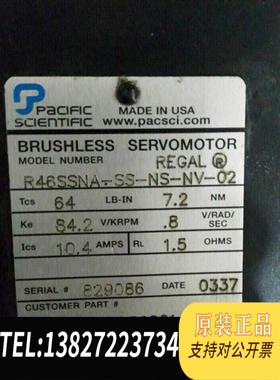 PACIFIC
SCIENTIFIC
MADE IN USA
www.pacsci.com
BRUSHLESS SERVOMOTOR
MODEL NUMBER REGAL ®
R46SSNA-SS-NS-NV-02
Tcs 64 LB-IN 7.2 NM
Ke 84.2 V/KRPM .8 V/RAD/SEC
Ics 10.4 AMPS RL 1.5 OHMS
SERIAL # 829086 DATE 0337
CUSTOMER PART #
TEL:13827223734
原装正品
支持对公开票